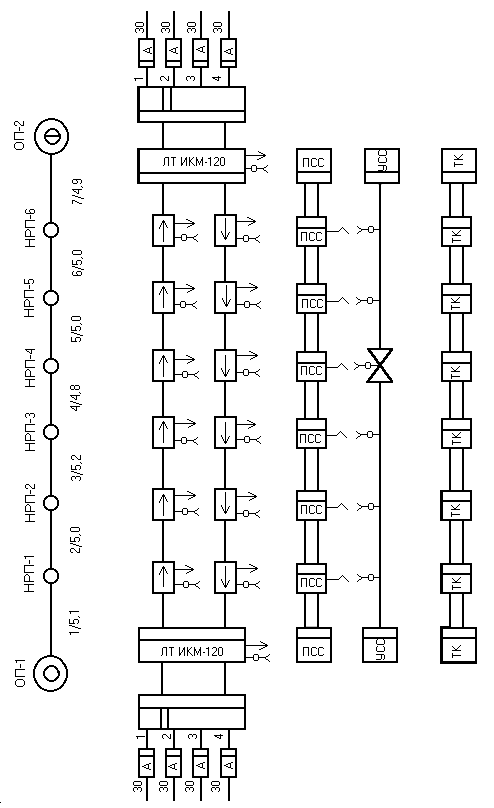 30 30 30 30
А А А А
1 2 3 4
ОП-2
ЛТ ИКМ-120
ПСС
УСС
ТК
7/4,9
НРП-6
ПСС
ТК
6/5,0
НРП-5
ПСС
ТК
5/5,0
НРП-4
ПСС
ТК
4/4,8
НРП-3
ПСС
ТК
3/5,2
НРП-2
ПСС
ТК
2/5,0
НРП-1
ПСС
ТК
1/5,1
ОП-1
ЛТ ИКМ-120
ПСС
УСС
ТК
1 2 3 4
А А А А
30 30 30 30